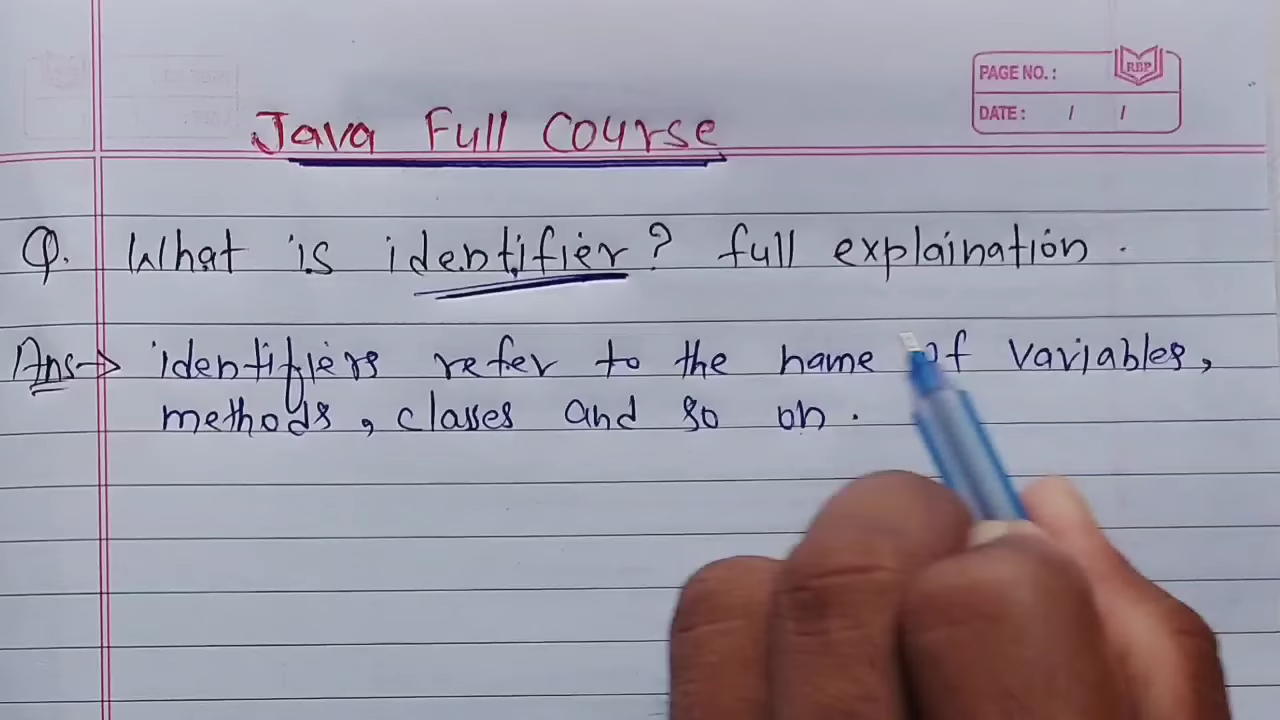 PAGE NO.:
RBP
DATE: / /
Java Full Course
Q. What is identifier? full explaination.
Ans→ identifiers refer to the name of variables,
methods, classes and so on.